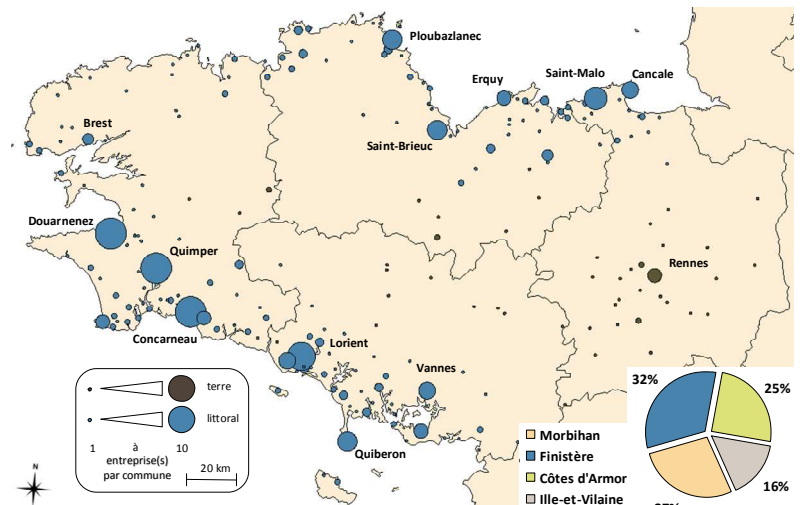 Ploubazlanec
Erquy
Saint-Malo
Cancale
Brest
Saint-Brieuc
Douarnenez
Quimper
Rennes
Concarneau
Lorient
Vannes
Quiberon
terre
littoral
1 à 10
entreprise(s)
par commune
20 km
N
Morbihan
Finistère
Côtes d'Armor
Ille-et-Vilaine
32%
25%
16%